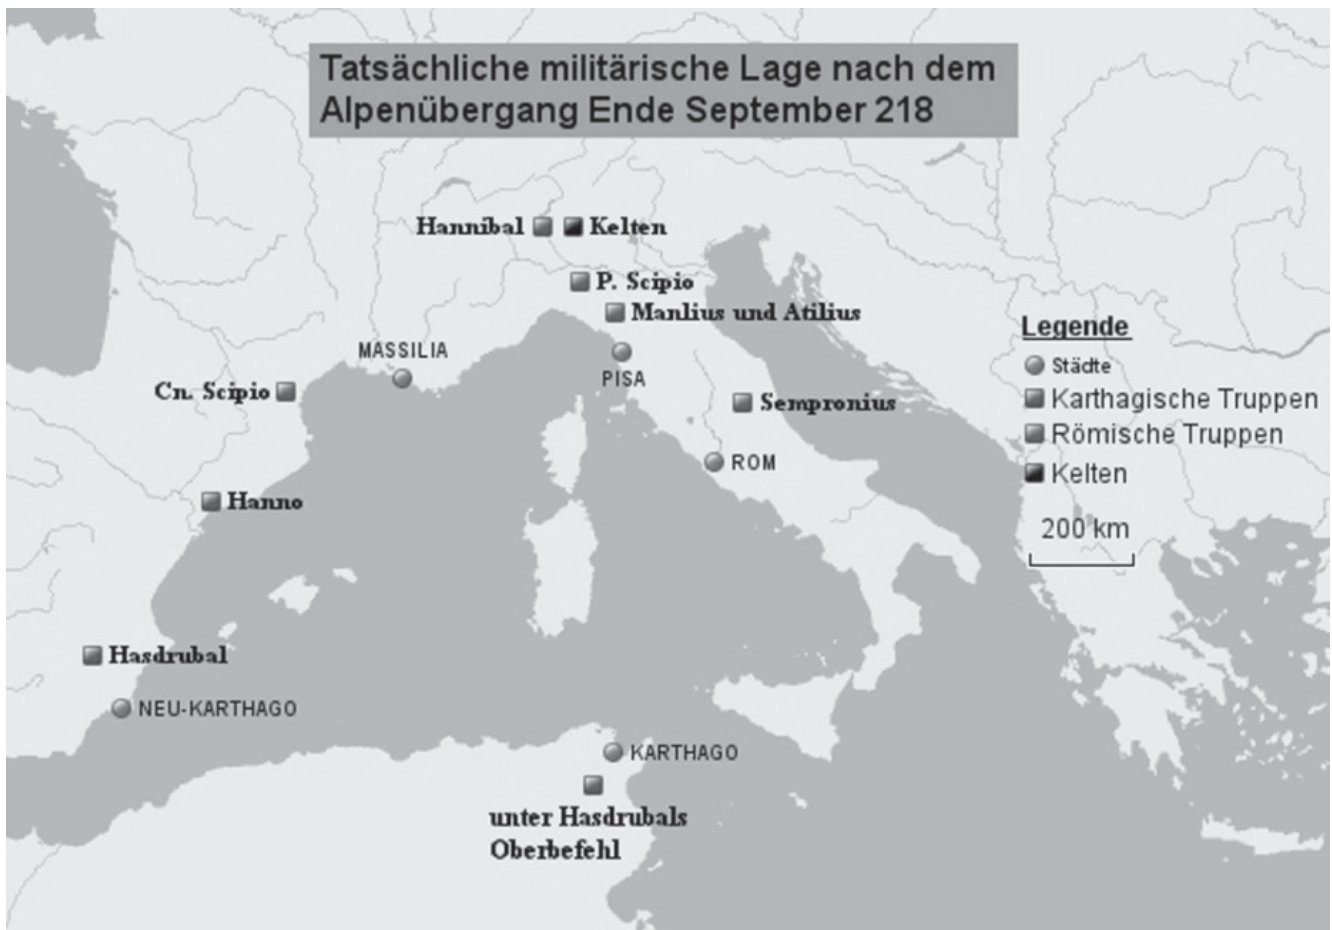 Tatsächliche militärische Lage nach dem
Alpenübergang Ende September 218
Hannibal
Kelten
P. Scipio
Manlius und Atilius
MASSILIA
PISA
Cn. Scipio
Sempronius
ROM
Hanno
Hasdrubal
NEU-KARTHAGO
KARTHAGO
unter Hasdrubals
Oberbefehl
Legende
Städte
Karthagische Truppen
Römische Truppen
Kelten
200 km